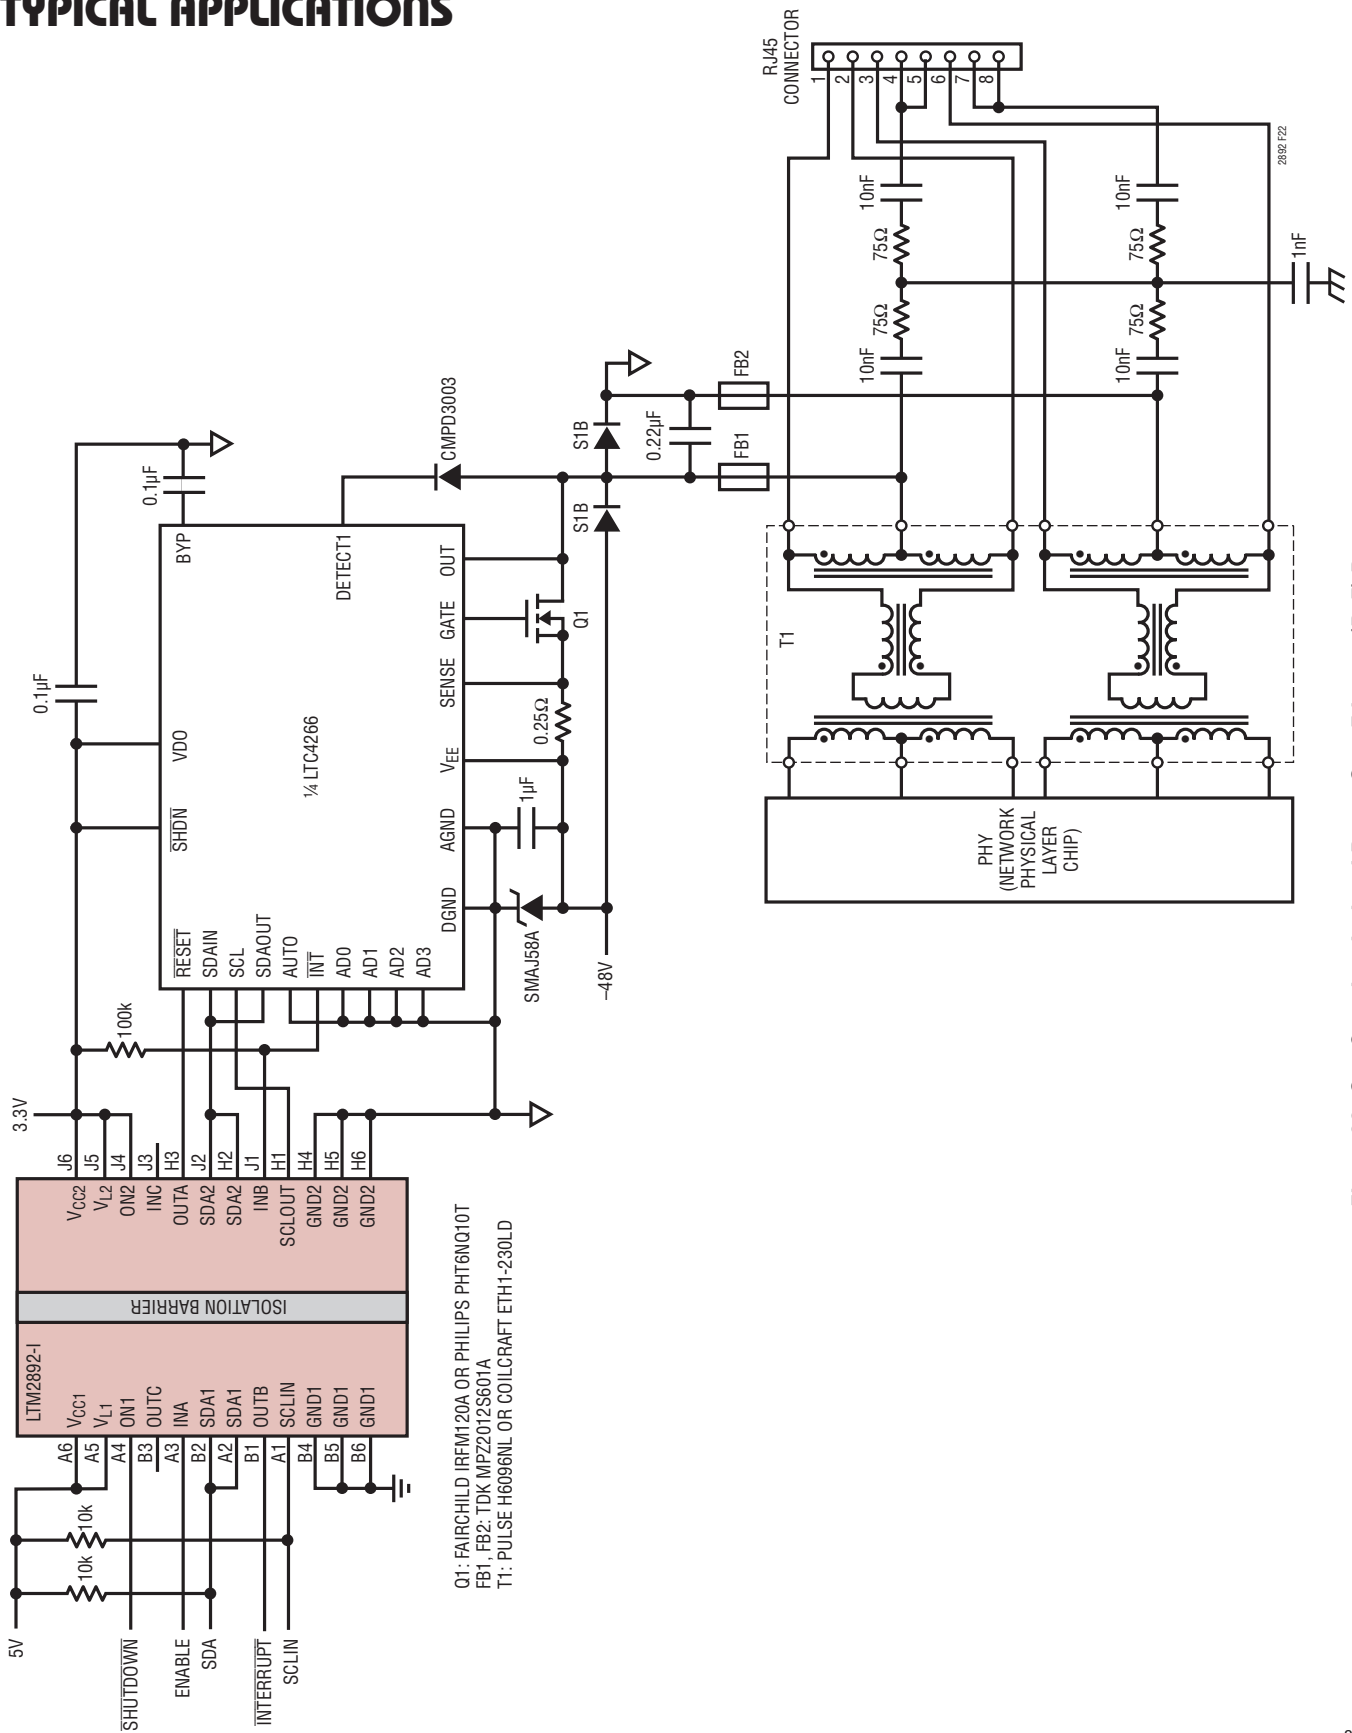 TYPICAL APPLICATIONS
RJ45
CONNECTOR
1
2
3
4
5
6
7
8
2892 F22
10nF
10nF
75Ω
75Ω
1nF
75Ω
75Ω
10nF
10nF
FB2
FB1
0.22µF
S1B
S1B
CMPD3003
0.1µF
0.1µF
BYP
DETECT1
VDO
SHDN
¼ LTC4266
OUT
GATE
SENSE
VEE
AGND
DGND
Q1
0.25Ω
1µF
SMAJ58A
–48V
RESET
SDAIN
SCL
SDAOUT
AUTO
INT
AD0
AD1
AD2
AD3
T1
PHY
(NETWORK
PHYSICAL
LAYER
CHIP)
100k
3.3V
J6
J5
J4
J3
H3
J2
H2
J1
H1
H4
H5
H6
VCC2
VL2
ON2
INC
OUTA
SDA2
SDA2
INB
SCLOUT
GND2
GND2
GND2
ISOLATION BARRIER
LTM2892-I
VCC1
VL1
ON1
OUTC
INA
SDA1
SDA1
OUTB
SCLIN
GND1
GND1
GND1
A6
A5
A4
B3
A3
B2
A2
B1
A1
B4
B5
B6
10k
10k
5V
SHUTDOWN
ENABLE
SDA
INTERRUPT
SCLIN
Q1: FAIRCHILD IRFM120A OR PHILIPS PHT6NQ10T
FB1, FB2: TDK MPZ2012S601A
T1: PULSE H6096NL OR COILCRAFT ETH1-230LD